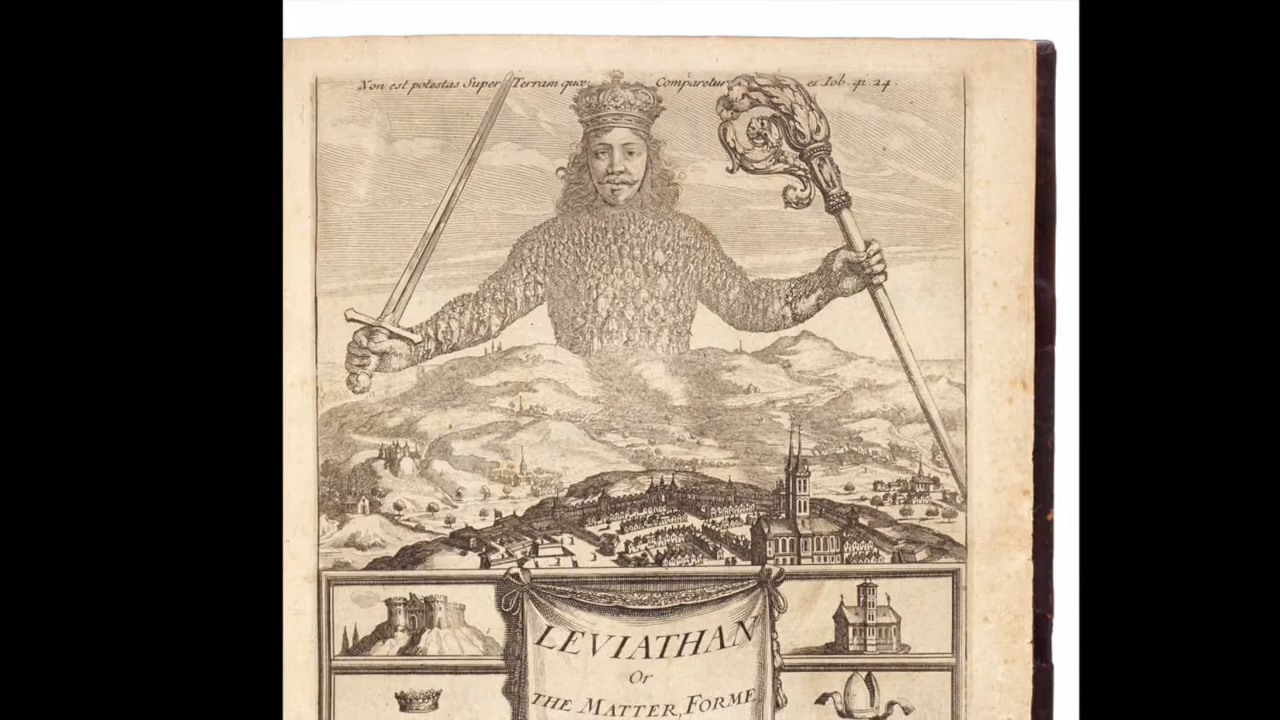 Non est potestas Super Terram quæ Comparetur ei Iob. 41. 24.
LEVIATHAN
Or
THE MATTER, FORME